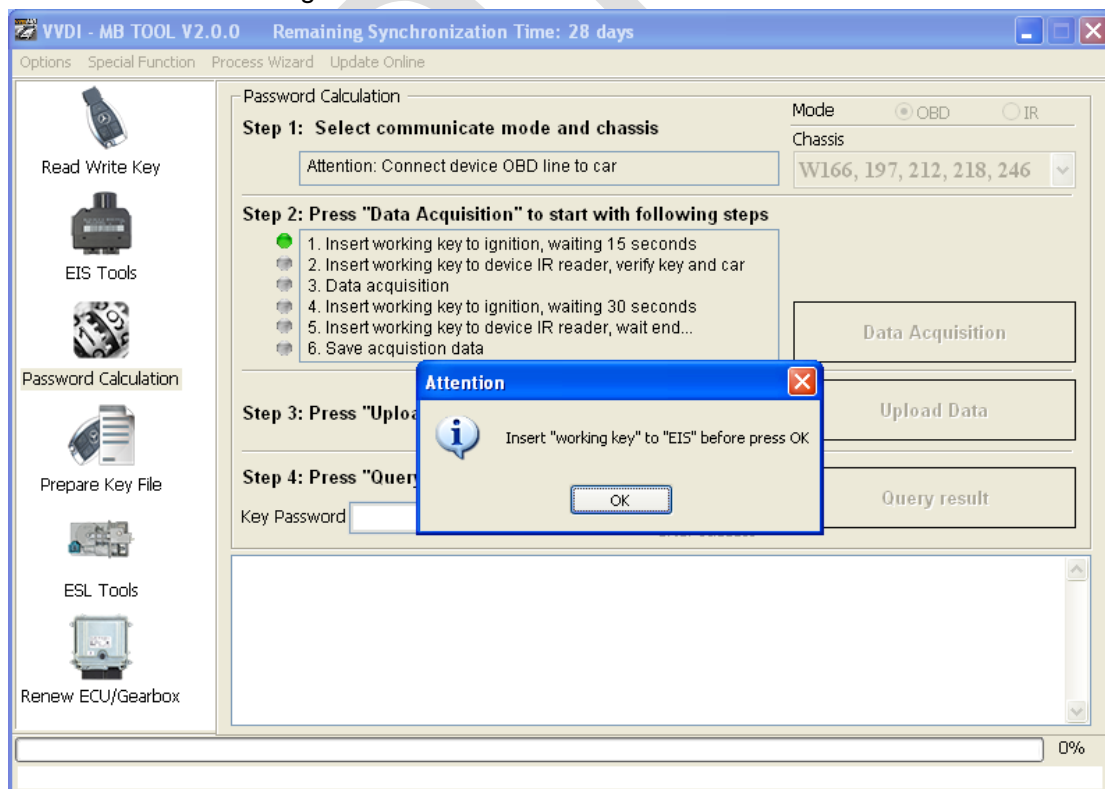 VVDI - MB TOOL V2.0.0 Remaining Synchronization Time: 28 days
Options Special Function Process Wizard Update Online
Read Write Key
EIS Tools
Password Calculation
Prepare Key File
ESL Tools
Renew ECU/Gearbox
Password Calculation
Step 1: Select communicate mode and chassis
Attention: Connect device OBD line to car
Mode OBD IR
Chassis
W166, 197, 212, 218, 246
Step 2: Press "Data Acquisition" to start with following steps
1. Insert working key to ignition, waiting 15 seconds
2. Insert working key to device IR reader, verify key and car
3. Data acquisition
4. Insert working key to ignition, waiting 30 seconds
5. Insert working key to device IR reader, wait end...
6. Save acquistion data
Data Acquisition
Step 3: Press "Uploa
Upload Data
Step 4: Press "Query
Key Password
Query result
Attention
Insert "working key" to "EIS" before press OK
OK
0%